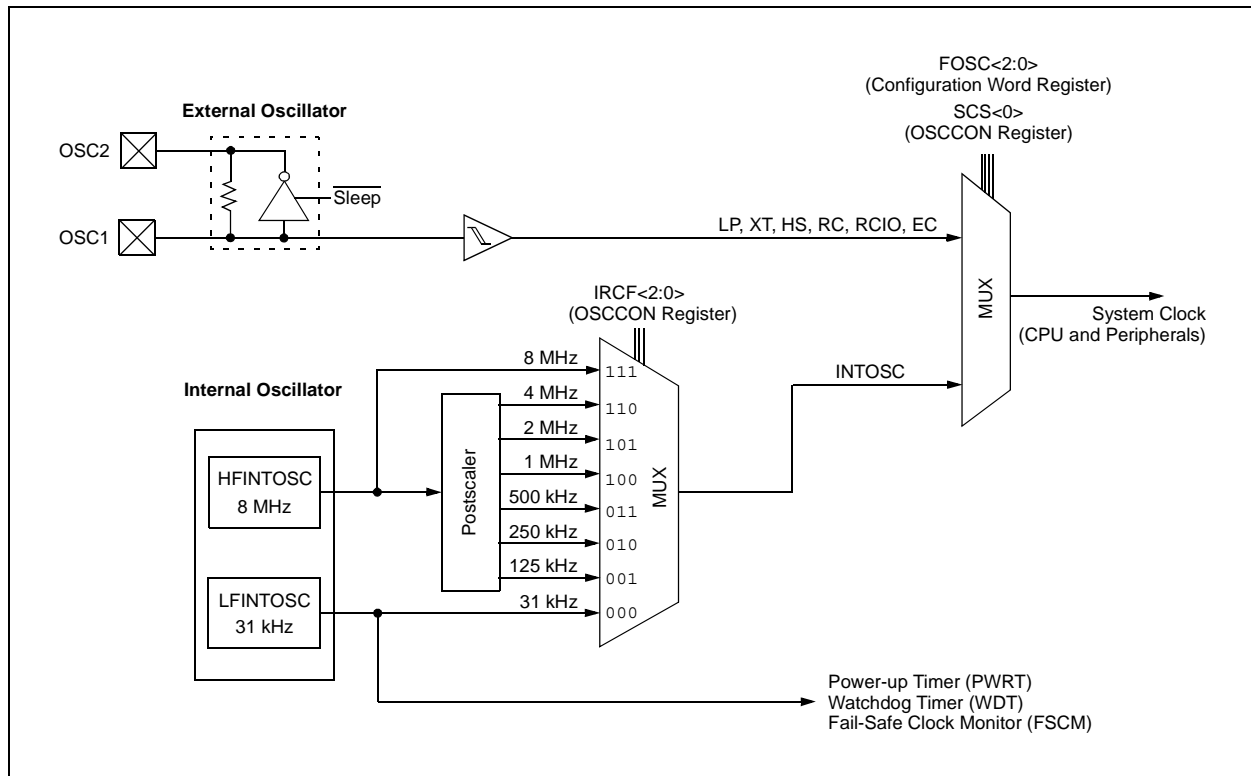 FOSC<2:0>
(Configuration Word Register)
SCS<0>
(OSCCON Register)
External Oscillator
OSC2
Sleep
OSC1
LP, XT, HS, RC, RCIO, EC
IRCF<2:0>
(OSCCON Register)
MUX
System Clock
(CPU and Peripherals)
8 MHz
111
INTOSC
Internal Oscillator
4 MHz
110
2 MHz
101
HFINTOSC
8 MHz
Postscaler
1 MHz
100
MUX
500 kHz
011
250 kHz
010
125 kHz
001
LFINTOSC
31 kHz
31 kHz
000
Power-up Timer (PWRT)
Watchdog Timer (WDT)
Fail-Safe Clock Monitor (FSCM)